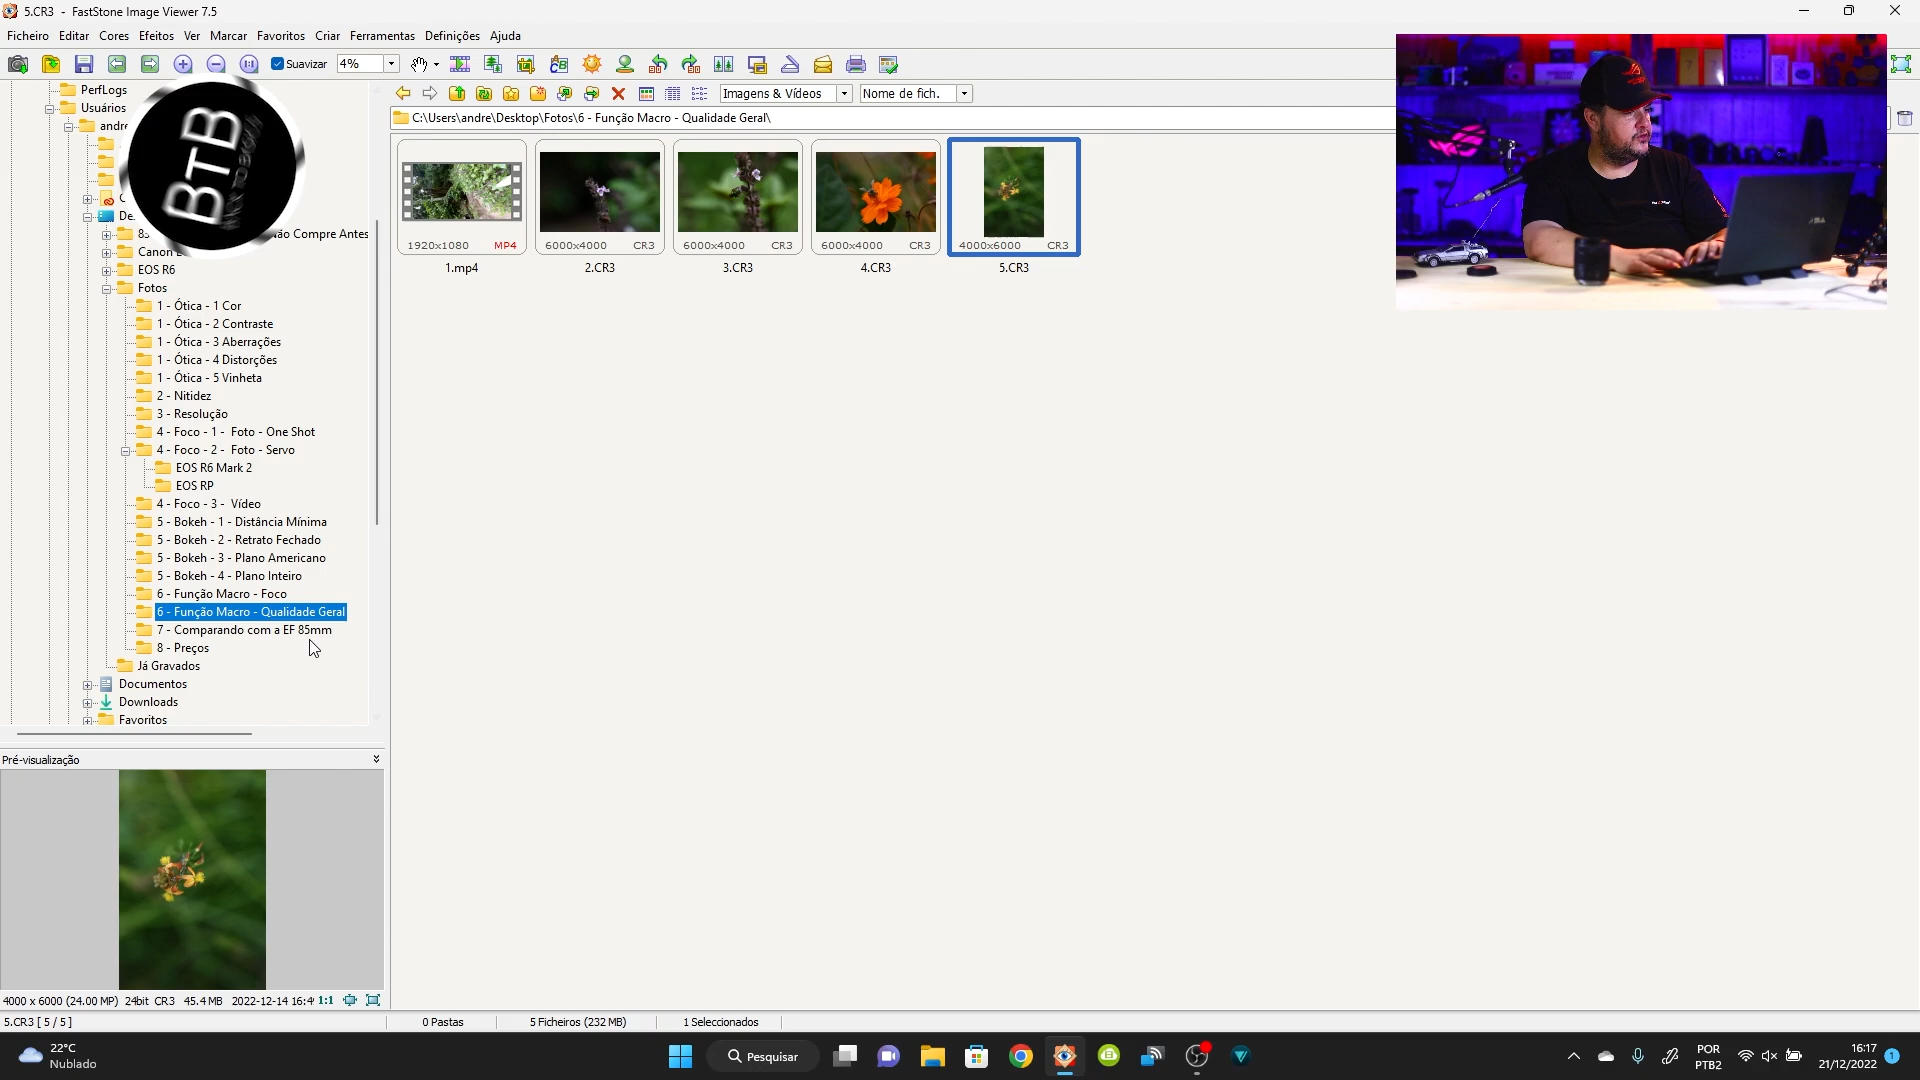 5.CR3 - FastStone Image Viewer 7.5
Ficheiro Editar Cores Efeitos Ver Marcar Favoritos Criar Ferramentas Definições Ajuda
Suavizar 4%
Imagens & Vídeos Nome de fich.
C:\Users\andre\Desktop\Fotos\6 - Função Macro - Qualidade Geral\
PerfLogs
Usuários
andre
BTB
ão Compre Antes
Canon
EOS R6
Fotos
1 - Ótica - 1 Cor
1 - Ótica - 2 Contraste
1 - Ótica - 3 Aberrações
1 - Ótica - 4 Distorções
1 - Ótica - 5 Vinheta
2 - Nitidez
3 - Resolução
4 - Foco - 1 - Foto - One Shot
4 - Foco - 2 - Foto - Servo
EOS R6 Mark 2
EOS RP
4 - Foco - 3 - Vídeo
5 - Bokeh - 1 - Distância Mínima
5 - Bokeh - 2 - Retrato Fechado
5 - Bokeh - 3 - Plano Americano
5 - Bokeh - 4 - Plano Inteiro
6 - Função Macro - Foco
6 - Função Macro - Qualidade Geral
7 - Comparando com a EF 85mm
8 - Preços
Já Gravados
Documentos
Downloads
Favoritos
1920x1080 MP4
1.mp4
6000x4000 CR3
2.CR3
6000x4000 CR3
3.CR3
6000x4000 CR3
4.CR3
4000x6000 CR3
5.CR3
Pré-visualização
4000 x 6000 (24.00 MP) 24bit CR3 45.4 MB 2022-12-14 16:4 1:1
5.CR3 [ 5 / 5 ]
0 Pastas
5 Ficheiros (232 MB)
1 Seleccionados
22°C
Nublado
Pesquisar
POR
PTB2
16:17
21/12/2022
1